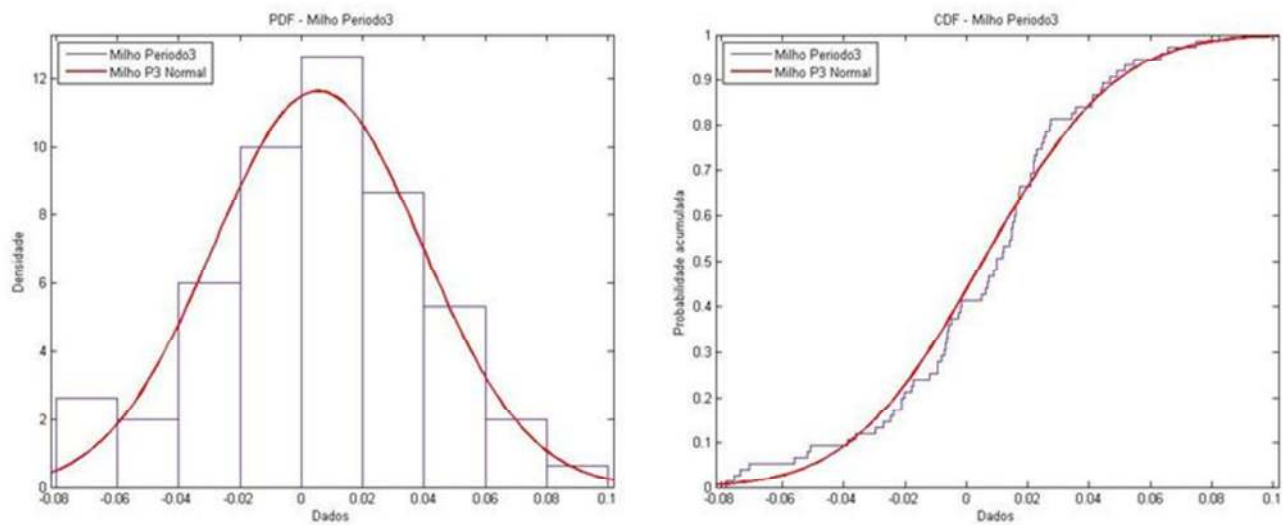 PDF - Milho Periodo3
Milho Periodo3
Milho P3 Normal
Densidade
12
10
8
6
4
2
0
-0.08 -0.06 -0.04 -0.02 0 0.02 0.04 0.06 0.08 0.1
Dados
CDF - Milho Periodo3
Milho Periodo3
Milho P3 Normal
Probabilidade acumulada
1
0.9
0.8
0.7
0.6
0.5
0.4
0.3
0.2
0.1
0
-0.08 -0.06 -0.04 -0.02 0 0.02 0.04 0.06 0.08 0.1
Dados